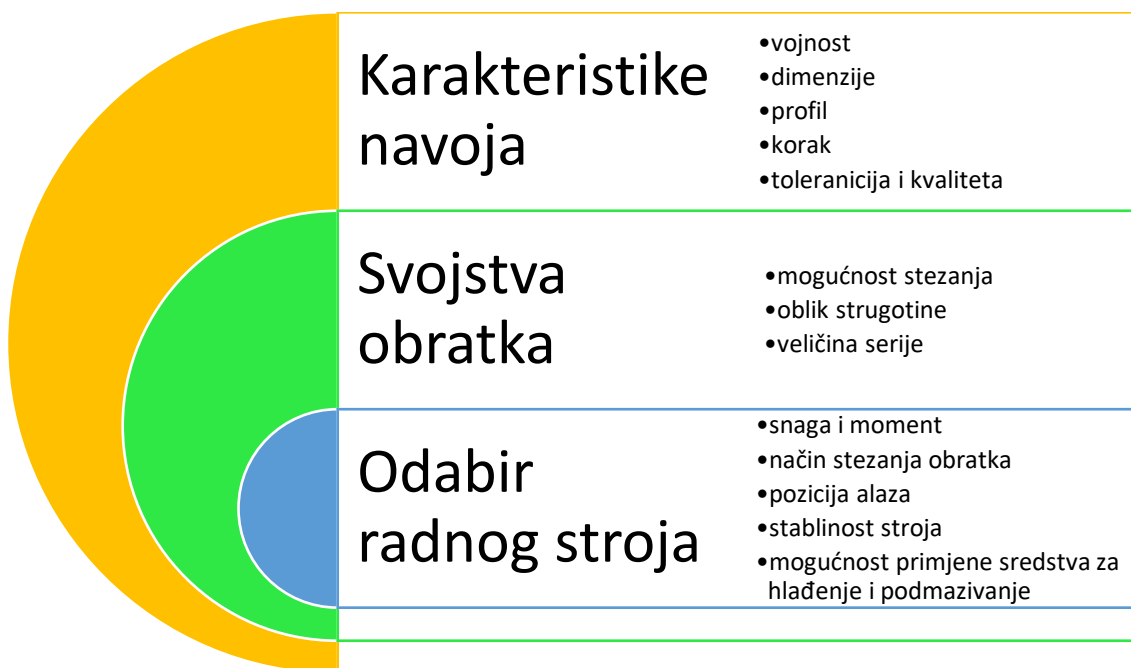 Karakteristike
navoja
•vojnost
•dimenzije
•profil
•korak
•toleranicija i kvaliteta
Svojstva
obratka
•mogućnost stezanja
•oblik strugotine
•veličina serije
Odabir
radnog stroja
•snaga i moment
•način stezanja obratka
•pozicija alaza
•stablinost stroja
•mogućnost primjene sredstva za
hlađenje i podmazivanje